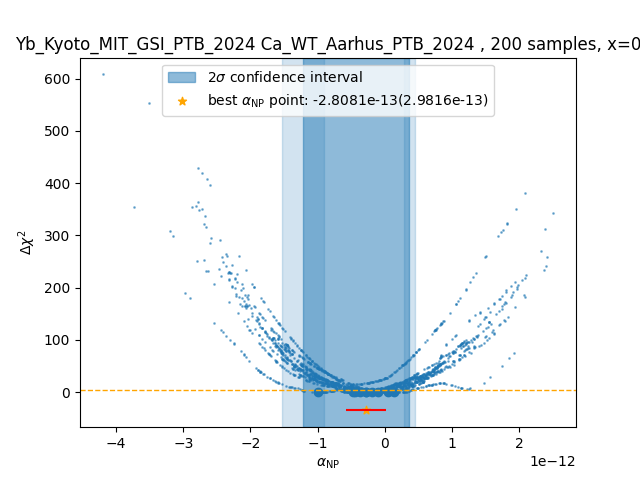 Yb_Kyoto_MIT_GSI_PTB_2024 Ca_WT_Aarhus_PTB_2024 , 200 samples, x=0
600
500
400
300
200
100
0
Δχ²
2σ confidence interval
best α_NP point: -2.8081e-13(2.9816e-13)
−4 −3 −2 −1 0 1 2
1e−12
α_NP